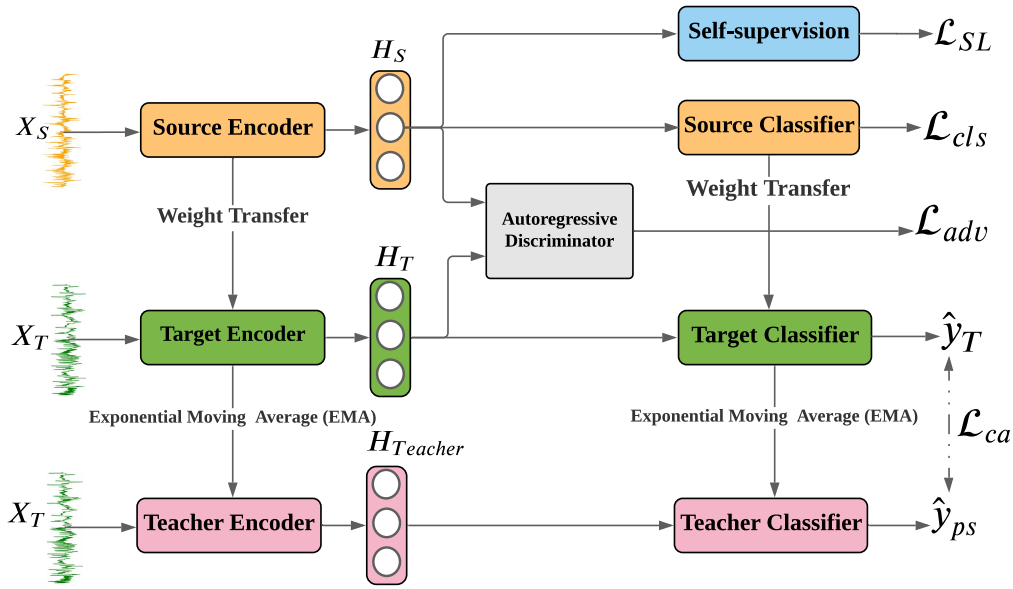 Self-supervision
ℒ_SL
H_S
X_S
Source Encoder
Source Classifier
ℒ_cls
Weight Transfer
Weight Transfer
Autoregressive
Discriminator
ℒ_adv
H_T
X_T
Target Encoder
Target Classifier
ŷ_T
Exponential Moving Average (EMA)
Exponential Moving Average (EMA)
ℒ_ca
H_Teacher
X_T
Teacher Encoder
Teacher Classifier
ŷ_ps